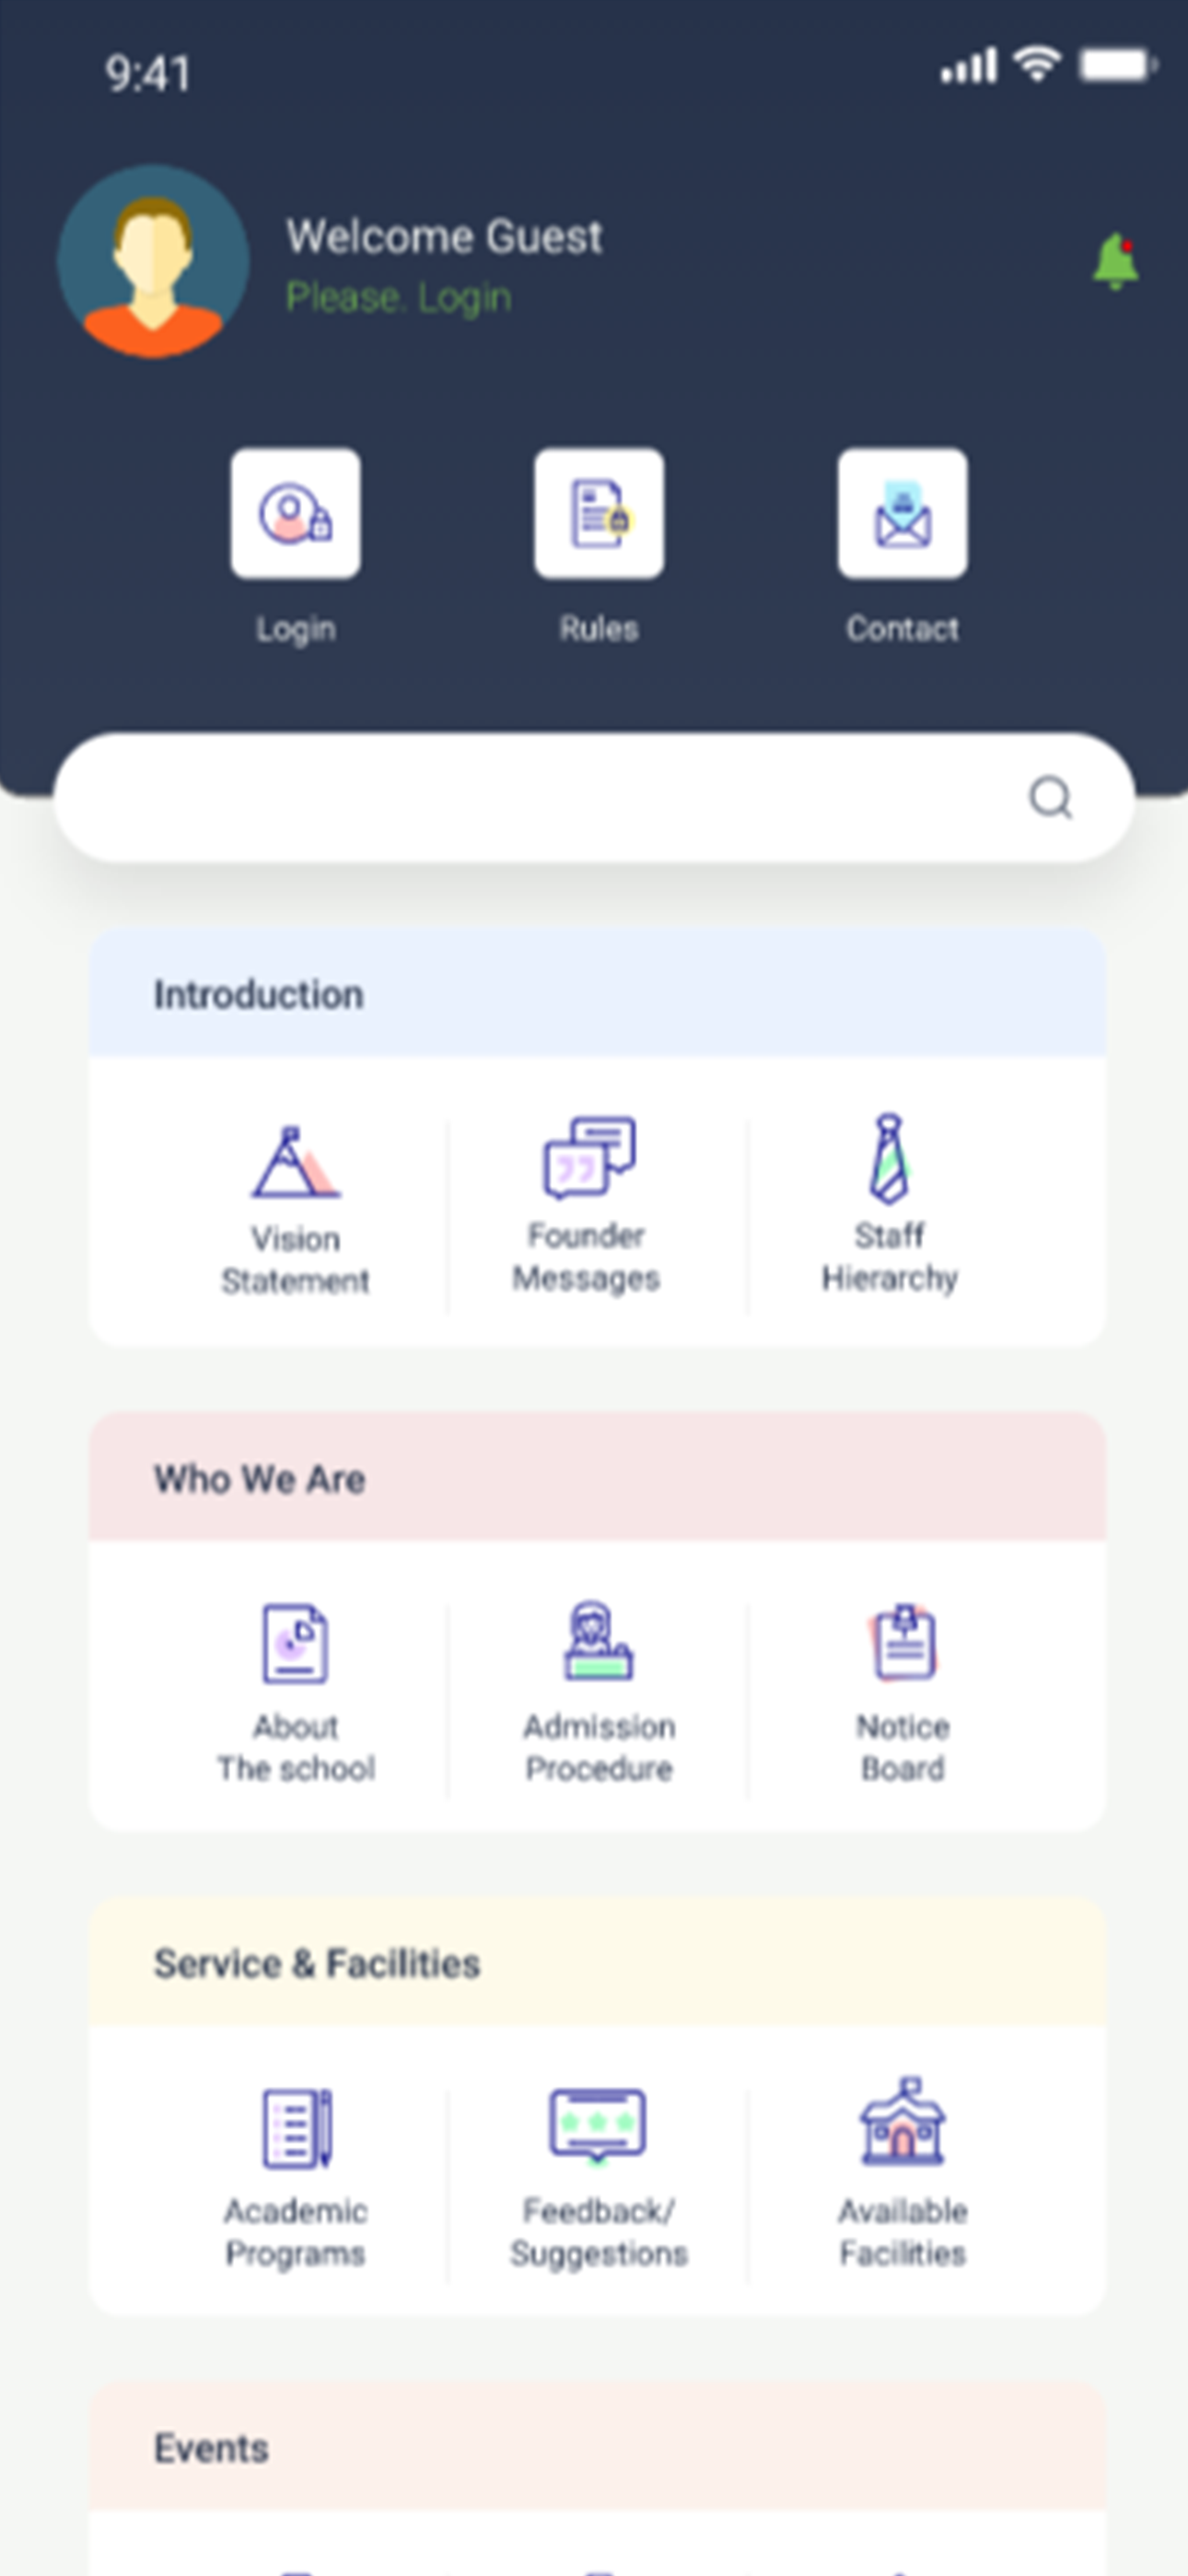 9:41
Welcome Guest
Please. Login
Login
Rules
Contact
Introduction
Vision
Statement
Founder
Messages
Staff
Hierarchy
Who We Are
About
The school
Admission
Procedure
Notice
Board
Service & Facilities
Academic
Programs
Feedback/
Suggestions
Available
Facilities
Events